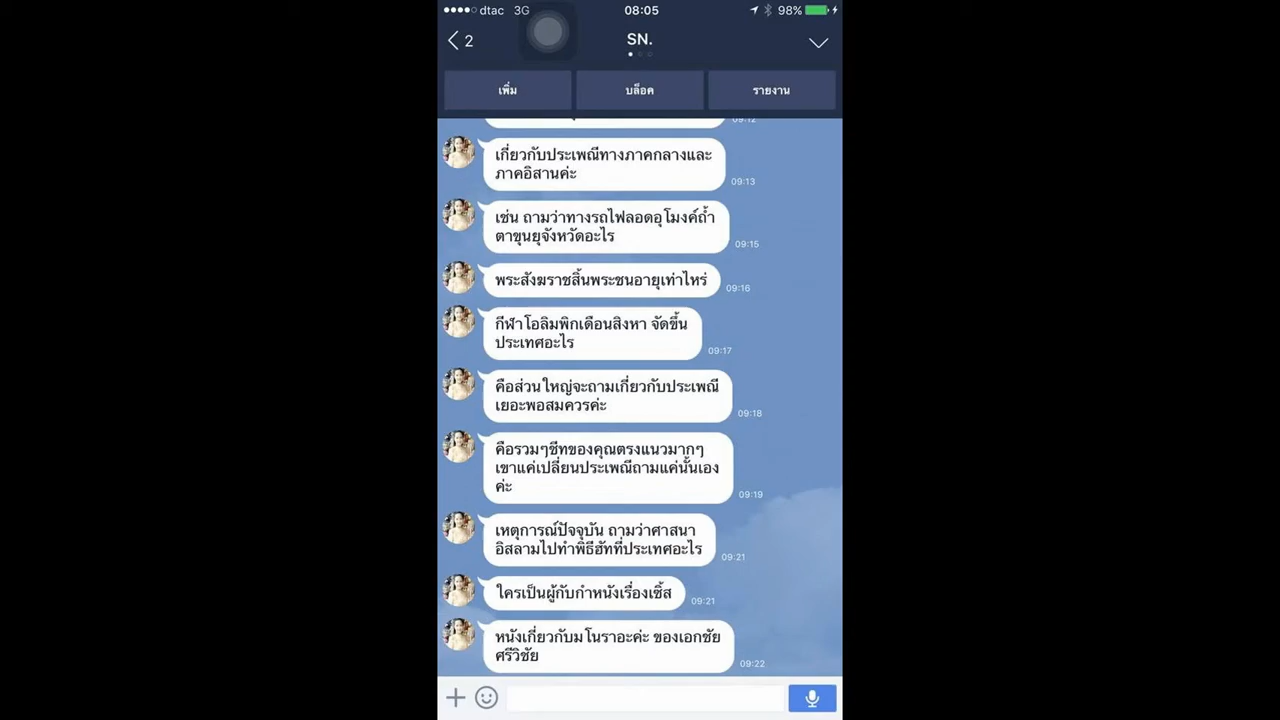 dtac 3G 08:05 98%
2 SN.
เพิ่ม บล็อค รายงาน
09:12
เกี่ยวกับประเพณีทางภาคกลางและ
ภาคอิสานค่ะ
09:13
เช่น ถามว่าทางรถไฟลอดอุโมงค์ถ้ำ
ตาขุนยุจังหวัดอะไร
09:15
พระสังฆราชสิ้นพระชนอายุเท่าไหร่
09:16
กีฬาโอลิมพิกเดือนสิงหา จัดขึ้น
ประเทศอะไร
09:17
คือส่วนใหญ่จะถามเกี่ยวกับประเพณี
เยอะพอสมควรค่ะ
09:18
คือรวมๆชีทของคุณตรงแนวมากๆ
เขาแค่เปลี่ยนประเพณีถามแค่นั้นเอง
ค่ะ
09:19
เหตุการณ์ปัจจุบัน ถามว่าศาสนา
อิสลามไปทำพิธีฮัทที่ประเทศอะไร
09:21
ใครเป็นผู้กับกำหนังเรื่องเซิ้ส
09:21
หนังเกี่ยวกับมโนราอะค่ะ ของเอกชัย
ศรีวิชัย
09:22